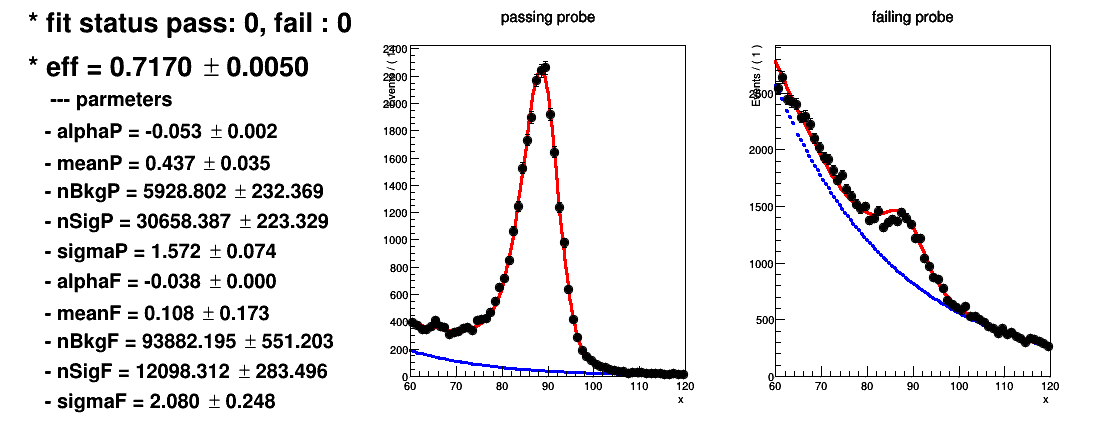 * fit status pass: 0, fail : 0
* eff = 0.7170 ± 0.0050
--- parmeters
- alphaP = -0.053 ± 0.002
- meanP = 0.437 ± 0.035
- nBkgP = 5928.802 ± 232.369
- nSigP = 30658.387 ± 223.329
- sigmaP = 1.572 ± 0.074
- alphaF = -0.038 ± 0.000
- meanF = 0.108 ± 0.173
- nBkgF = 93882.195 ± 551.203
- nSigF = 12098.312 ± 283.496
- sigmaF = 2.080 ± 0.248
passing probe
Events / ( 1 )
2400
2200
2000
1800
1600
1400
1200
1000
800
600
400
200
0
60 70 80 90 100 110 120
x
failing probe
Events / ( 1 )
2500
2000
1500
1000
500
0
60 70 80 90 100 110 120
x